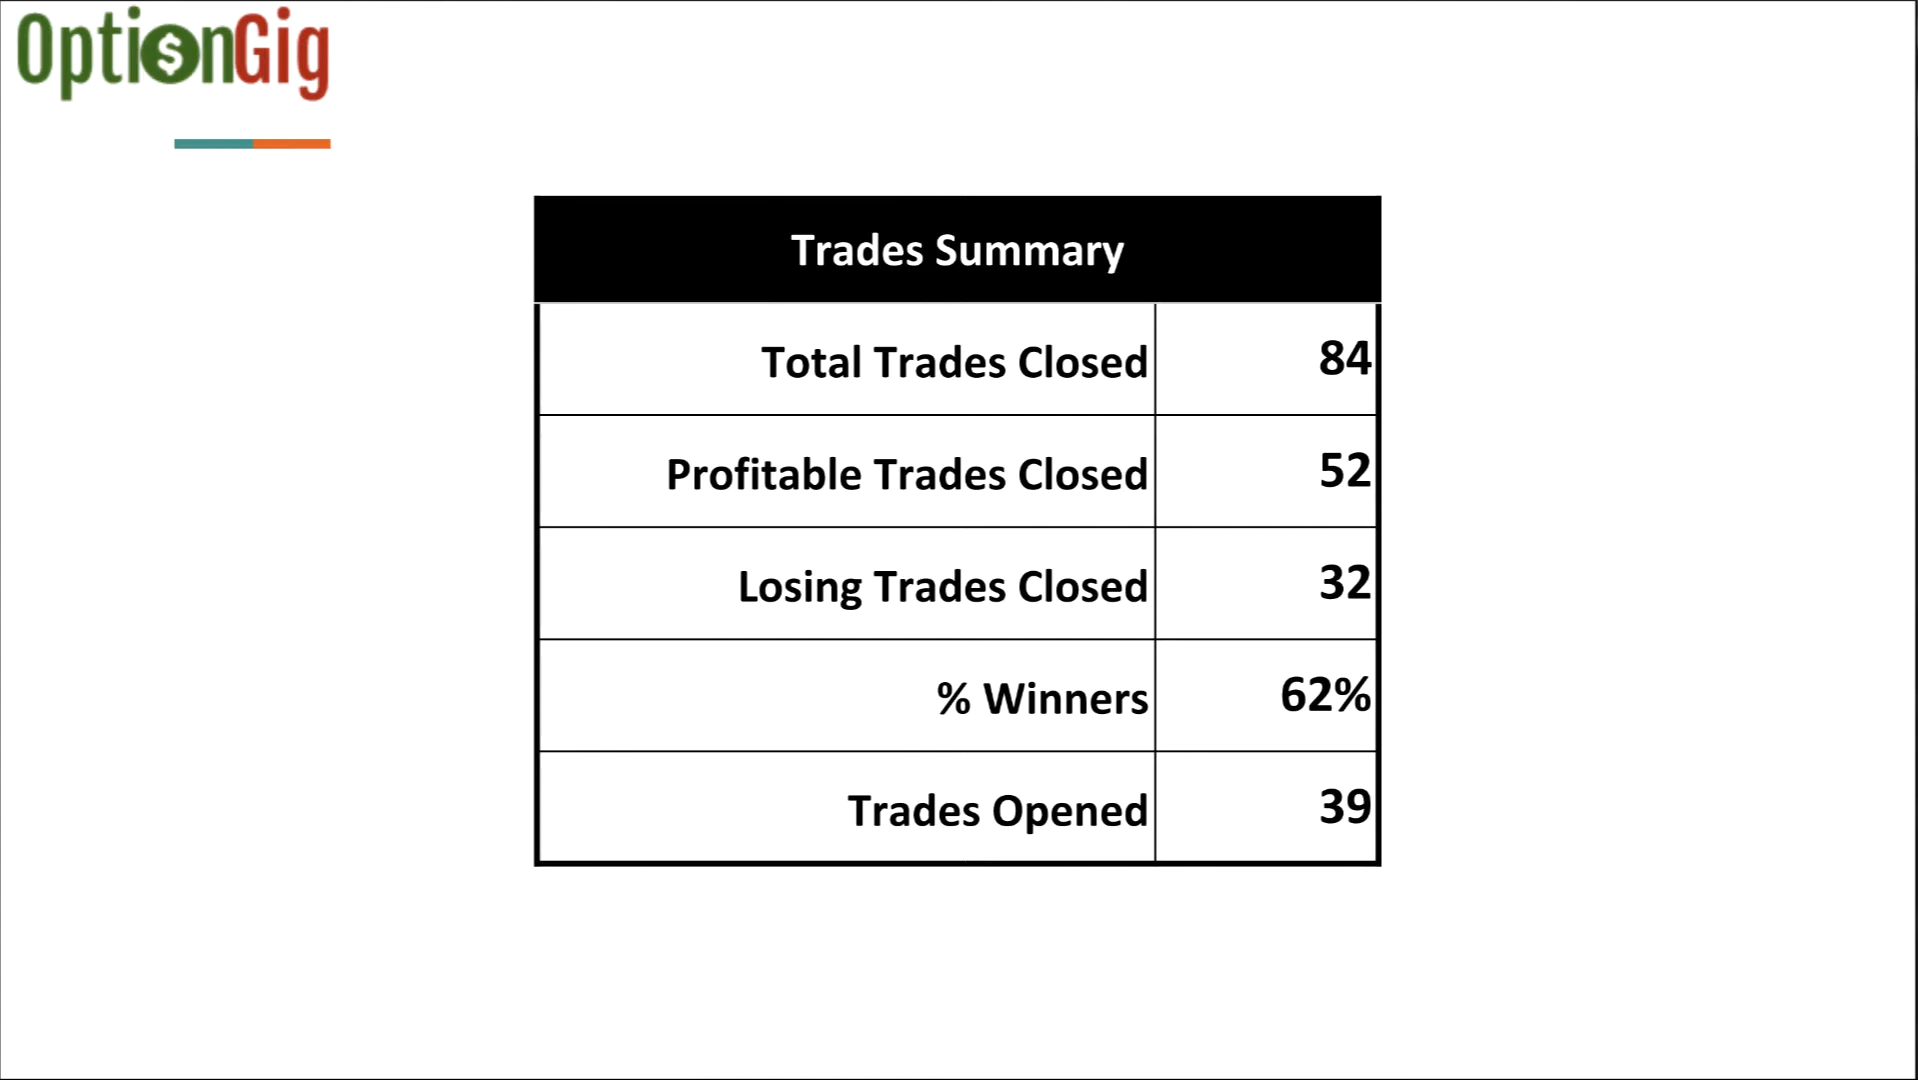 OptionGig
Trades Summary
Total Trades Closed 84
Profitable Trades Closed 52
Losing Trades Closed 32
% Winners 62%
Trades Opened 39